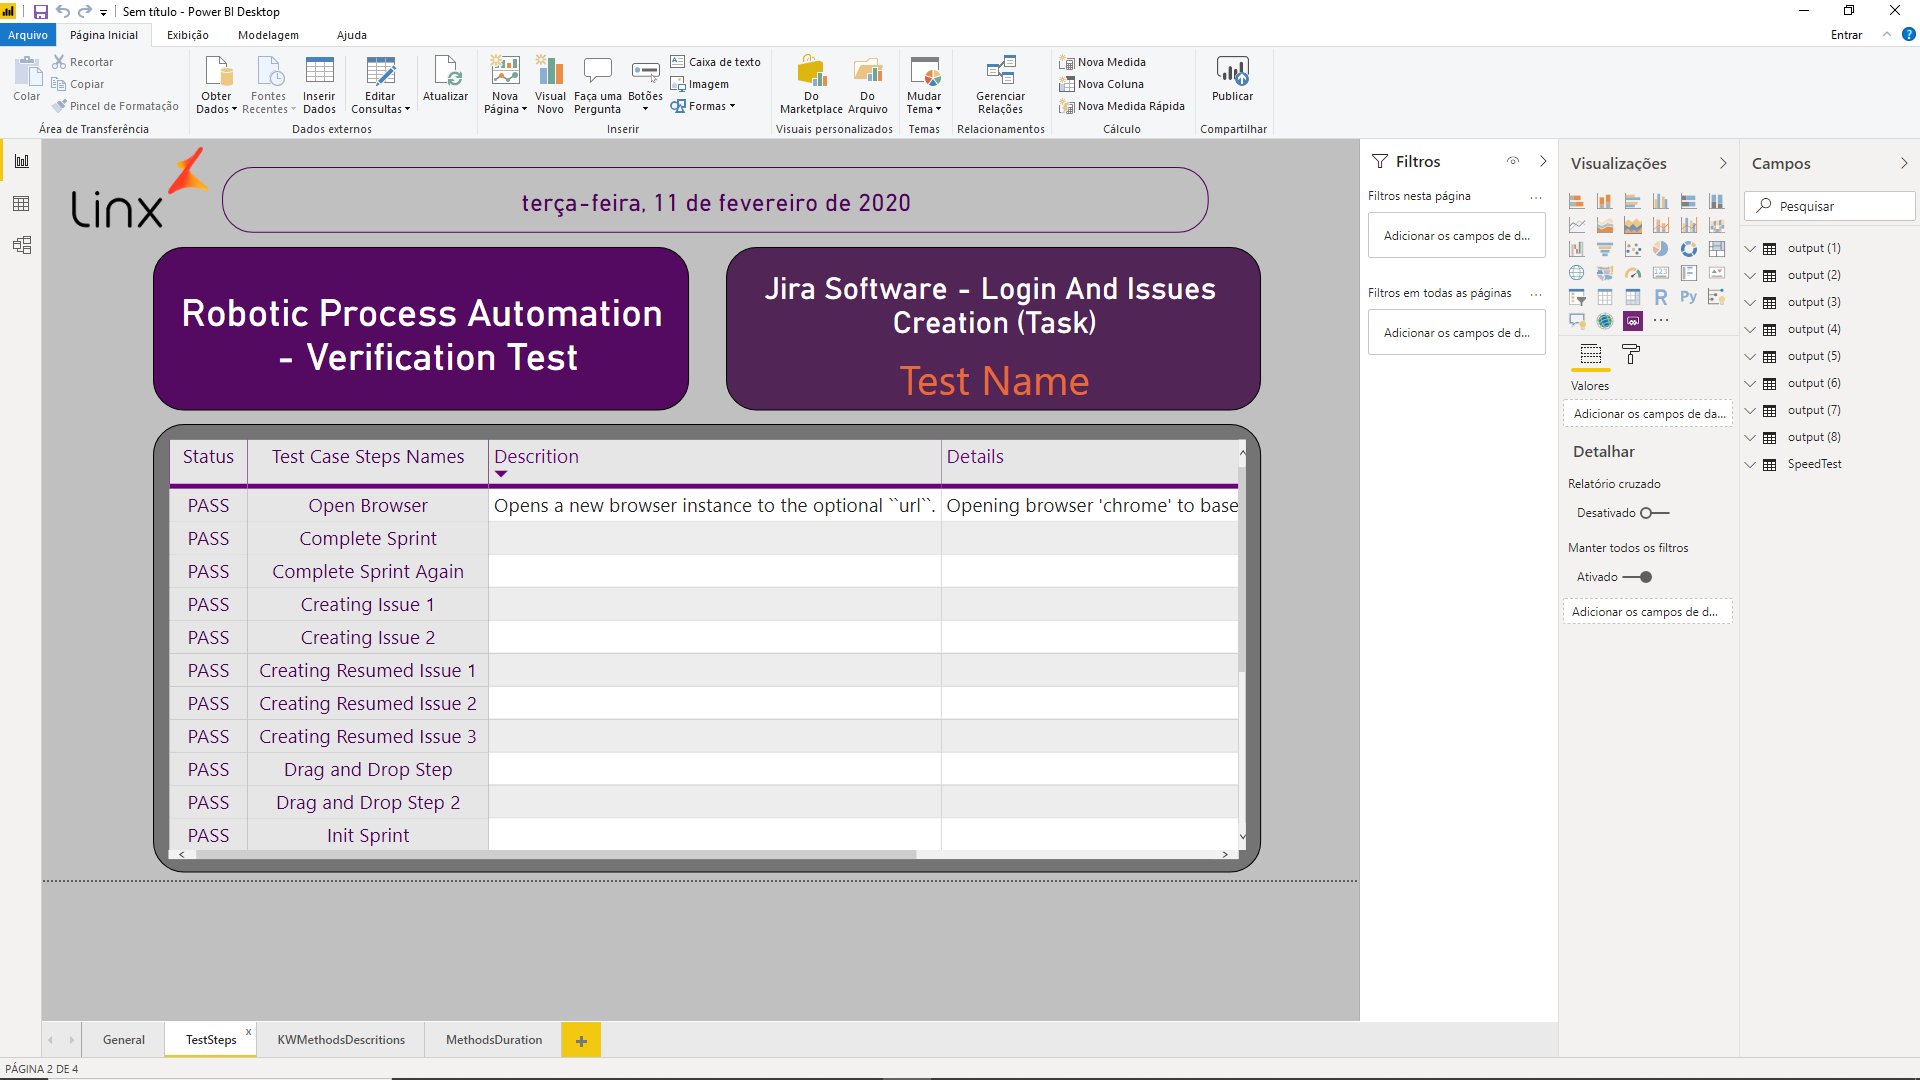 Sem título - Power BI Desktop
Arquivo
Página Inicial
Exibição
Modelagem
Ajuda
Entrar
?
Colar
Recortar
Copiar
Pincel de Formatação
Área de Transferência
Obter Dados
Fontes Recentes
Inserir Dados
Editar Consultas
Atualizar
Dados externos
Nova Página
Visual Novo
Faça uma Pergunta
Botões
Caixa de texto
Imagem
Formas
Inserir
Do Marketplace
Do Arquivo
Visuais personalizados
Mudar Tema
Temas
Gerenciar Relações
Relacionamentos
Nova Medida
Nova Coluna
Nova Medida Rápida
Cálculo
Publicar
Compartilhar
Linx
terça-feira, 11 de fevereiro de 2020
Robotic Process Automation
- Verification Test
Jira Software - Login And Issues
Creation (Task)
Test Name
Status Test Case Steps Names Descrition Details
PASS Open Browser Opens a new browser instance to the optional ``url``. Opening browser 'chrome' to base
PASS Complete Sprint
PASS Complete Sprint Again
PASS Creating Issue 1
PASS Creating Issue 2
PASS Creating Resumed Issue 1
PASS Creating Resumed Issue 2
PASS Creating Resumed Issue 3
PASS Drag and Drop Step
PASS Drag and Drop Step 2
PASS Init Sprint
Filtros
Filtros nesta página ...
Adicionar os campos de d...
Filtros em todas as páginas ...
Adicionar os campos de d...
Visualizações
123
R
Py
...
Valores
Adicionar os campos de da...
Detalhar
Relatório cruzado
Desativado
Manter todos os filtros
Ativado
Adicionar os campos de d...
Campos
Pesquisar
output (1)
output (2)
output (3)
output (4)
output (5)
output (6)
output (7)
output (8)
SpeedTest
General
TestSteps x
KWMethodsDescritions
MethodsDuration
+
PÁGINA 2 DE 4